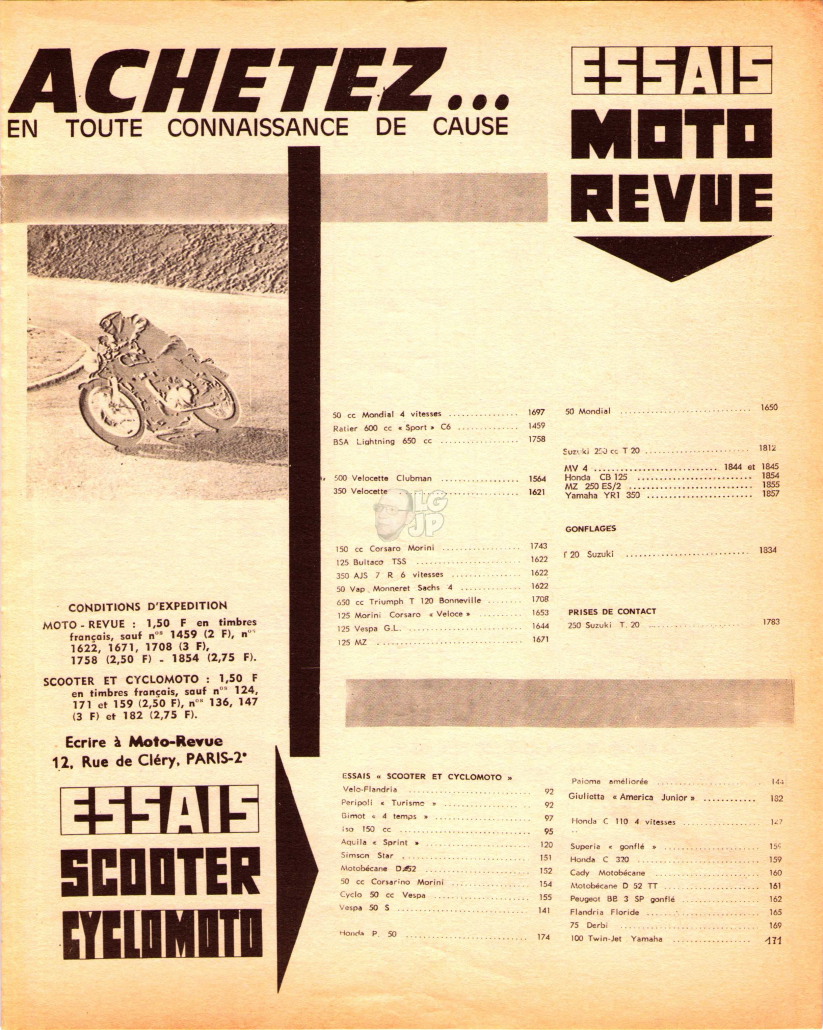 ACHETEZ...
EN TOUTE CONNAISSANCE DE CAUSE
ESSAIS
MOTO
REVUE
50 cc Mondial 4 vitesses .................. 1697
Ratier 600 cc « Sport » C6 ................ 1459
BSA Lightning 650 cc .................... 1758
500 Velocette Clubman .................. 1564
350 Velocette .................. 1621
150 cc Corsaro Morini .................. 1743
125 Bultaco TSS .................. 1622
350 AJS 7 R 6 vitesses .................. 1622
50 Vap Monneret Sachs 4 .................. 1622
650 cc Triumph T 120 Bonneville ........ 1708
125 Morini Corsaro « Veloce » ............ 1653
125 Vespa G.L. .................. 1644
125 MZ .................. 1671
50 Mondial .................. 1650
Suzuki 250 cc T 20 .................. 1812
MV 4 .................. 1844 et 1845
Honda CB 125 .................. 1854
MZ 250 ES/2 .................. 1855
Yamaha YR1 350 .................. 1857
GONFLAGES
T 20 Suzuki .................. 1834
PRISES DE CONTACT
250 Suzuki T. 20 .................. 1783
LG
JP
CONDITIONS D'EXPEDITION
MOTO - REVUE : 1,50 F en timbres
français, sauf nos 1459 (2 F), nos
1622, 1671, 1708 (3 F),
1758 (2,50 F) - 1854 (2,75 F).
SCOOTER ET CYCLOMOTO : 1,50 F
en timbres français, sauf nos 124,
171 et 159 (2,50 F), nos 136, 147
(3 F) et 182 (2,75 F).
Ecrire à Moto-Revue
12, Rue de Cléry, PARIS-2e
ESSAIS
SCOOTER
CYCLOMOTO
ESSAIS « SCOOTER ET CYCLOMOTO »
Velo-Flandria .................. 92
Peripoli « Turismo » .................. 92
Gimot « 4 temps » .................. 97
Iso 150 cc .................. 95
Aquila « Sprint » .................. 120
Simson Star .................. 151
Motobécane D 52 .................. 152
50 cc Corsarino Morini .................. 154
Cyclo 50 cc Vespa .................. 155
Vespa 50 S .................. 141
Honda P. 50 .................. 174
Paloma améliorée ..................
Giulietta « America Junior » ............ 182
Honda C 110 4 vitesses ..................
Superia « gonflé » ..................
Honda C 320 .................. 159
Cady Motobécane .................. 160
Motobécane D 52 TT .................. 161
Peugeot BB 3 SP gonflé .................. 162
Flandria Floride .................. 165
75 Derbi .................. 169
100 Twin-Jet Yamaha .................. 171